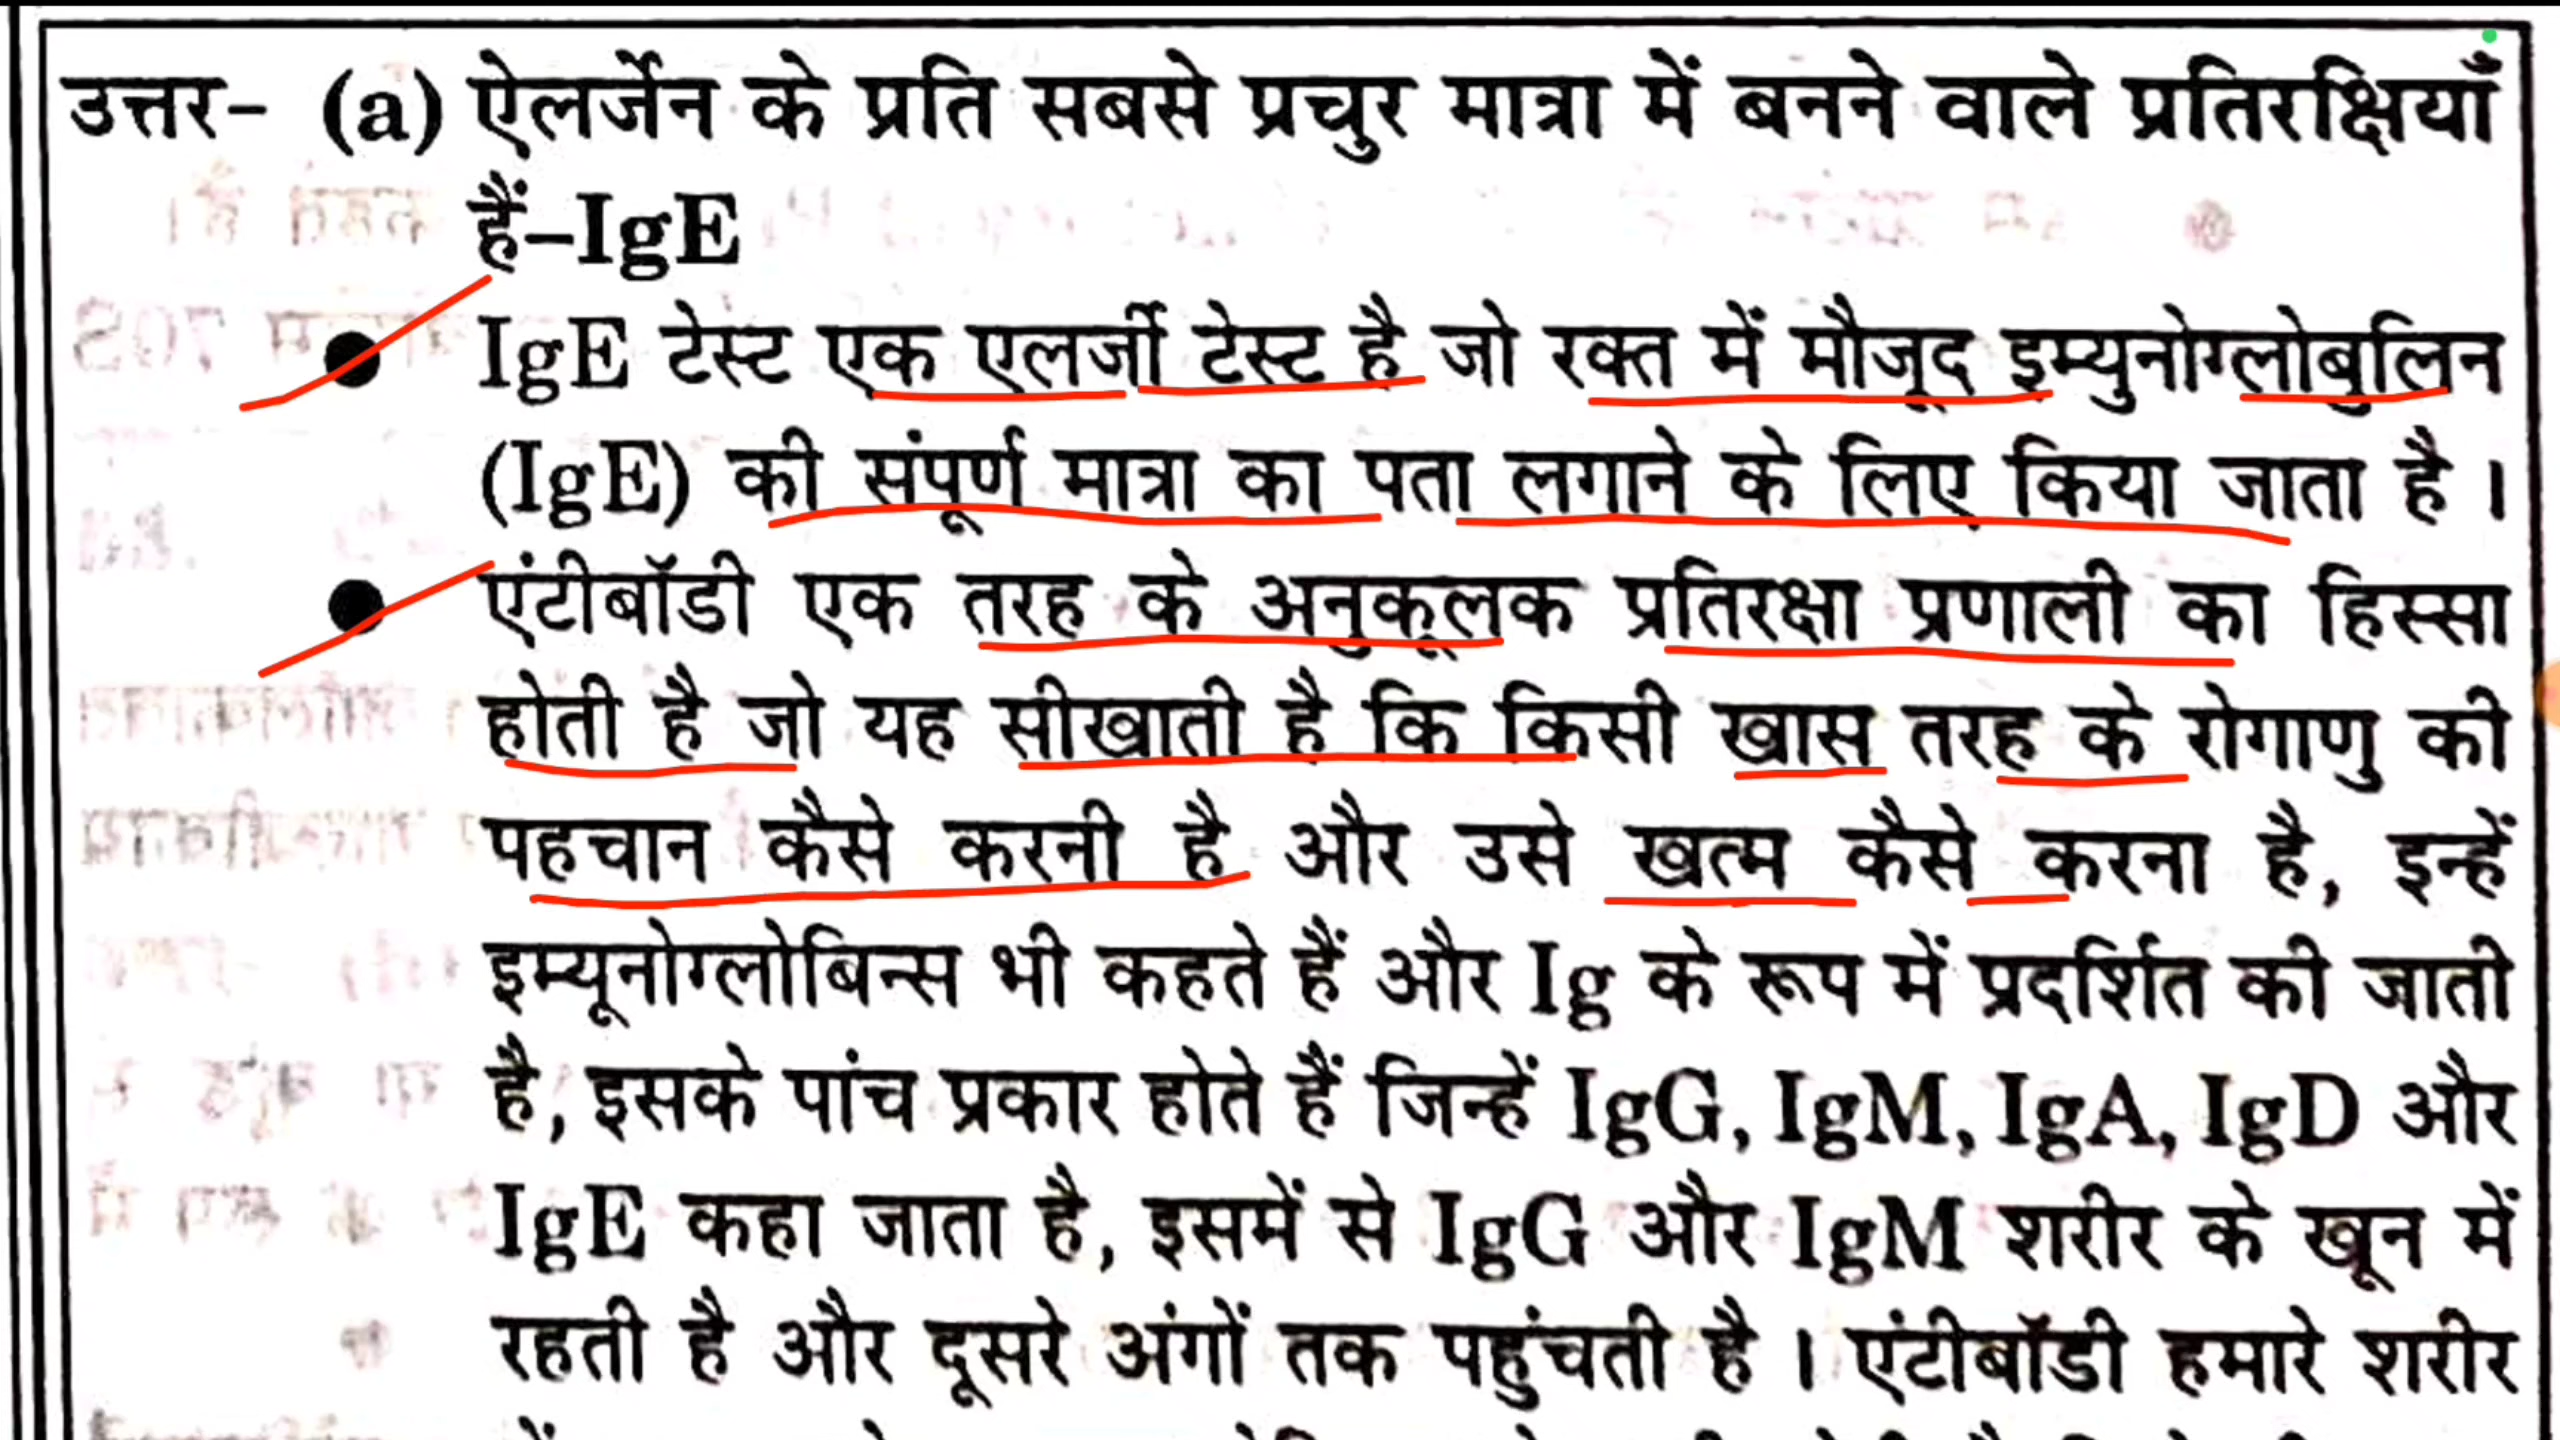 उत्तर- (a) ऐलर्जेन के प्रति सबसे प्रचुर मात्रा में बनने वाले प्रतिरक्षियाँ
हैं–IgE
● IgE टेस्ट एक एलर्जी टेस्ट है जो रक्त में मौजूद इम्युनोग्लोबुलिन
(IgE) की संपूर्ण मात्रा का पता लगाने के लिए किया जाता है ।
● एंटीबॉडी एक तरह के अनुकूलक प्रतिरक्षा प्रणाली का हिस्सा
होती है जो यह सीखाती है कि किसी खास तरह के रोगाणु की
पहचान कैसे करनी है और उसे खत्म कैसे करना है, इन्हें
इम्यूनोग्लोबिन्स भी कहते हैं और Ig के रूप में प्रदर्शित की जाती
है, इसके पांच प्रकार होते हैं जिन्हें IgG, IgM, IgA, IgD और
IgE कहा जाता है, इसमें से IgG और IgM शरीर के खून में
रहती है और दूसरे अंगों तक पहुंचती है । एंटीबॉडी हमारे शरीर